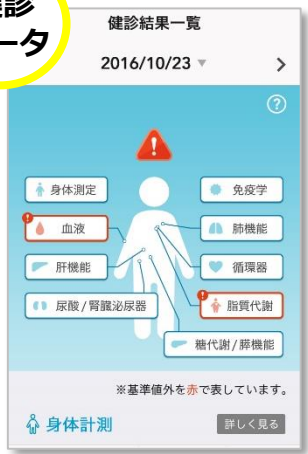 健診
ータ
健診結果一覧
2016/10/23 ▼
>
?
!
身体測定
免疫学
! 血液
肺機能
肝機能
循環器
尿酸/腎臓泌尿器
! 脂質代謝
糖代謝/膵機能
※基準値外を赤で表しています。
身体計測
詳しく見る